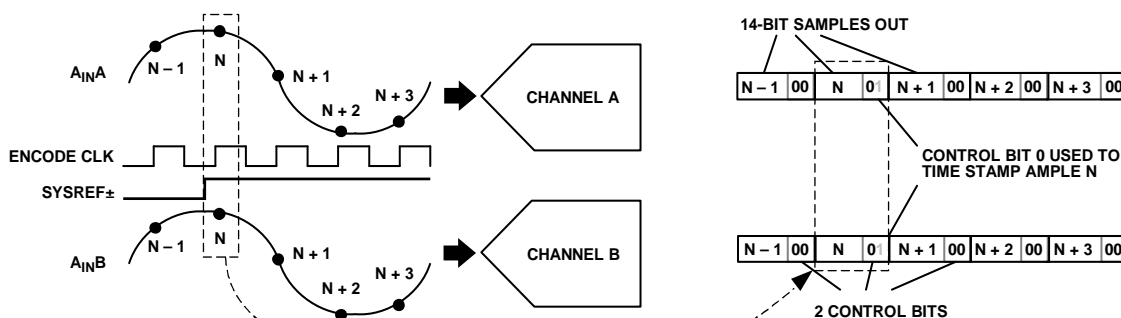 14-BIT SAMPLES OUT
AINA
N – 1
N
N + 1
N + 2
N + 3
CHANNEL A
N – 1 00 N 01 N + 1 00 N + 2 00 N + 3 00
ENCODE CLK
SYSREF±
CONTROL BIT 0 USED TO
TIME STAMP AMPLE N
AINB
N – 1
N
N + 1
N + 2
N + 3
CHANNEL B
N – 1 00 N 01 N + 1 00 N + 2 00 N + 3 00
2 CONTROL BITS